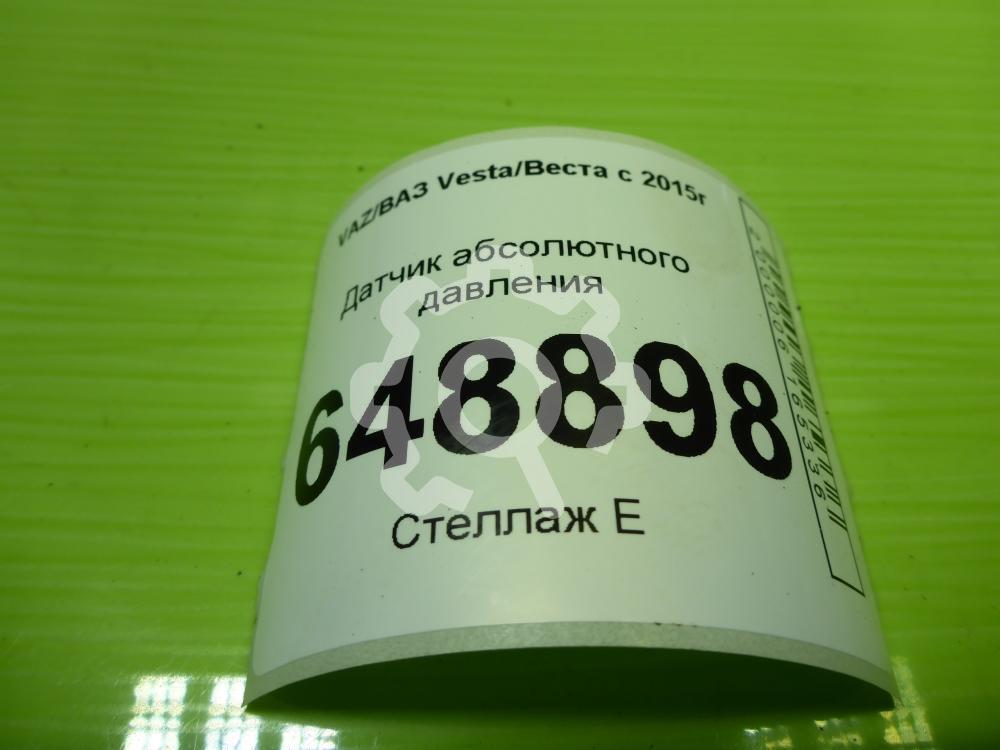 VAZ/ВАЗ Vesta/Веста с 2015г
Датчик абсолютного
давления
648898
Стеллаж Е